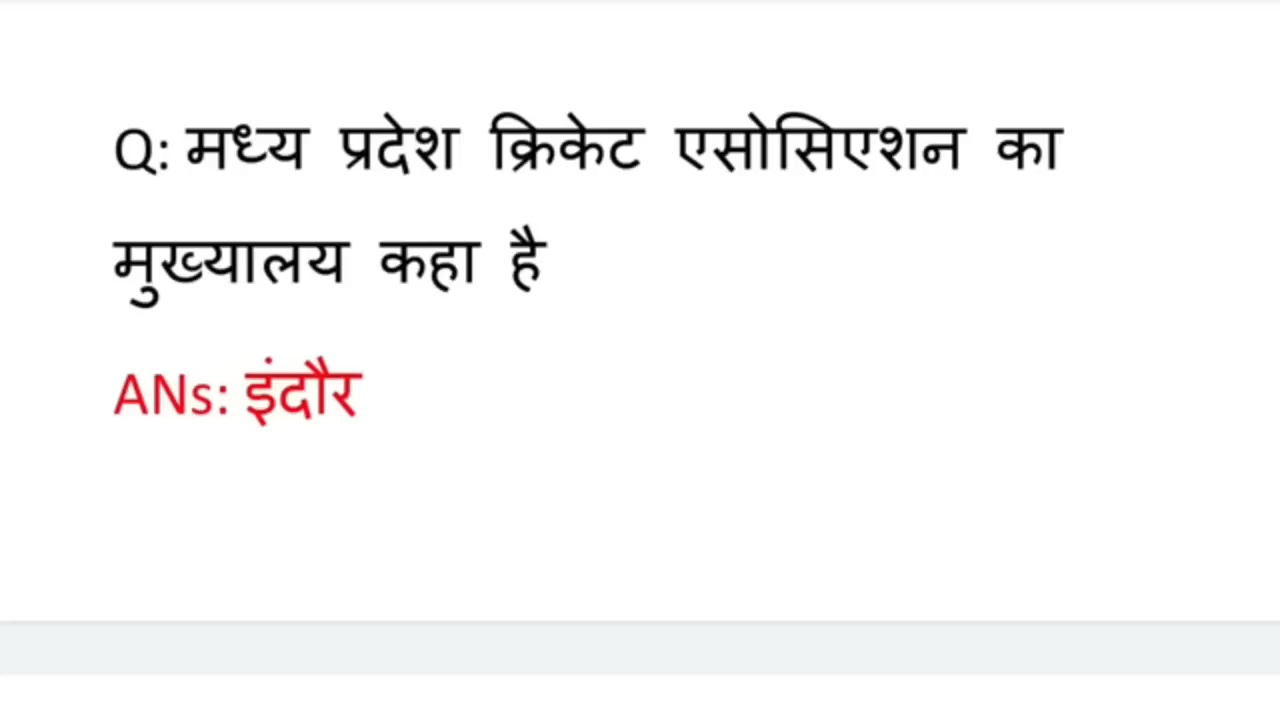 Q: मध्य प्रदेश क्रिकेट एसोसिएशन का
मुख्यालय कहा है
ANs: इंदौर